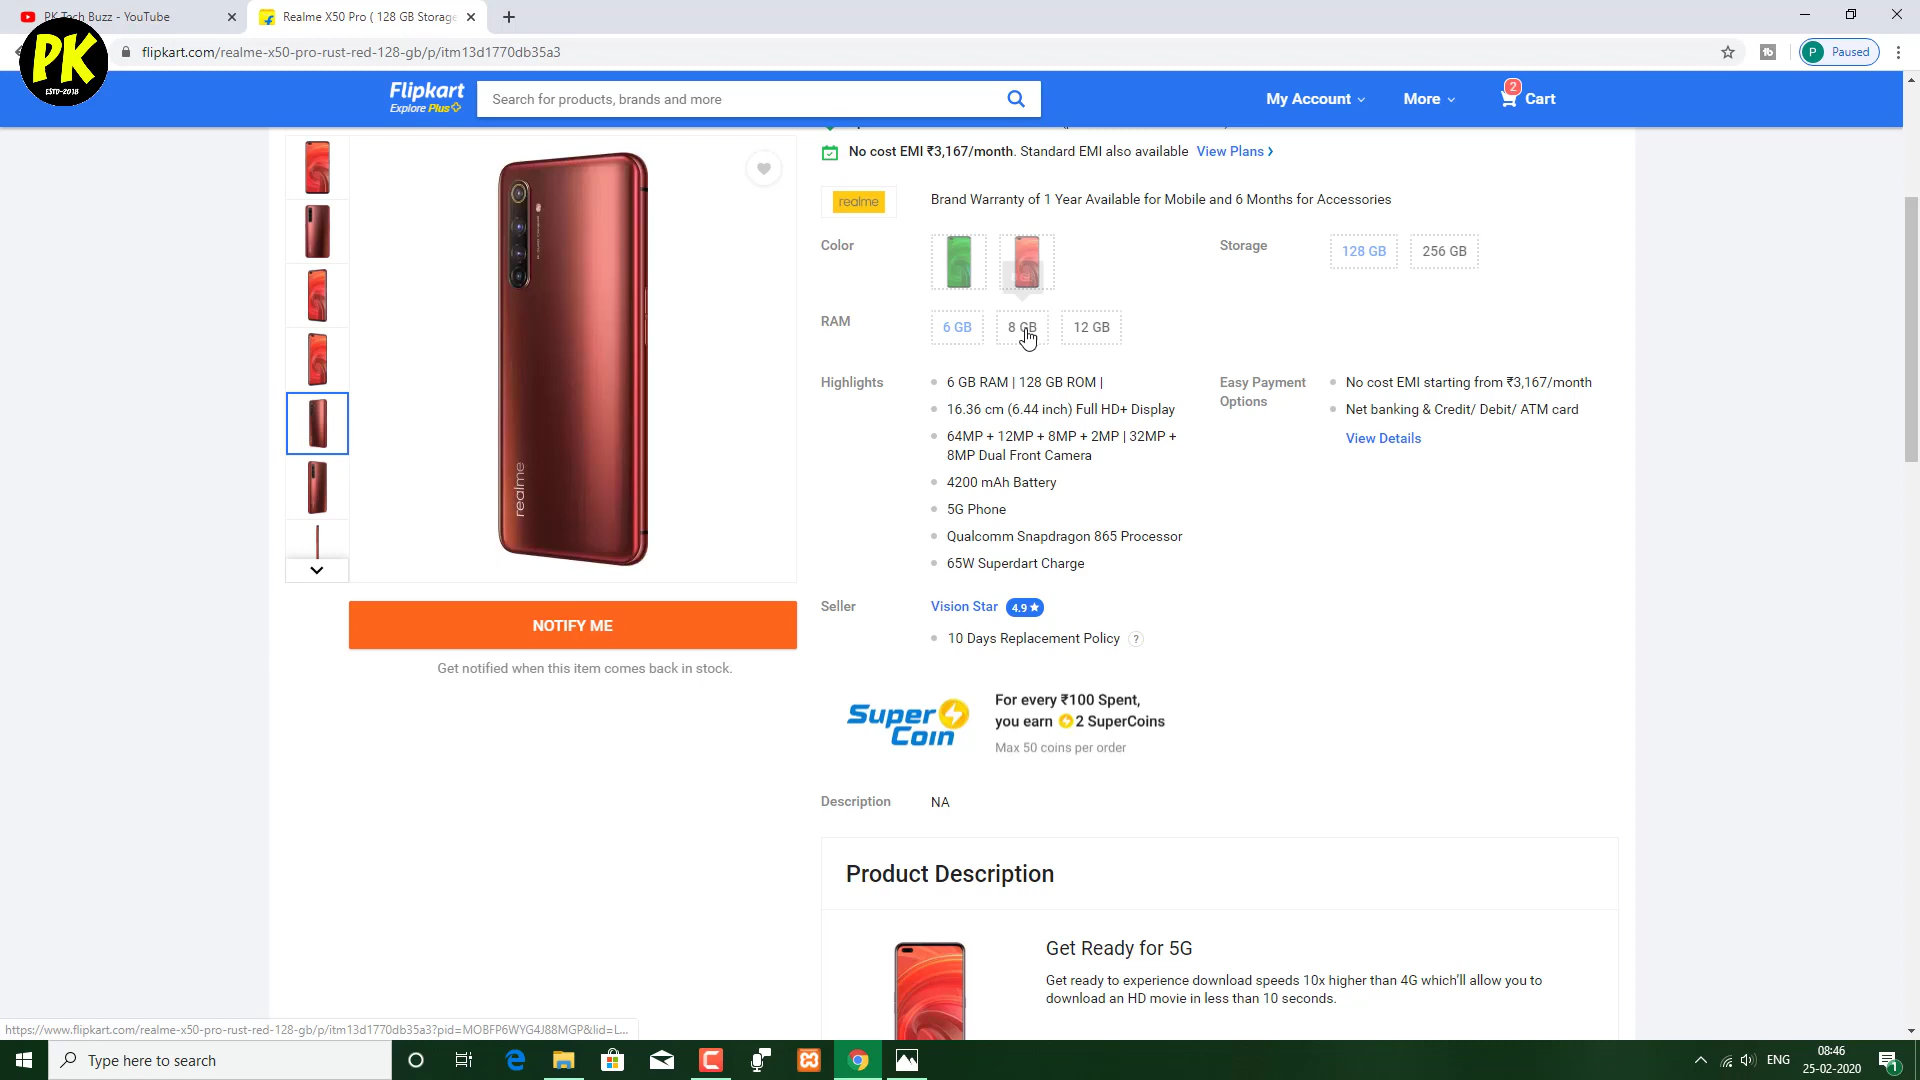 PK Tech Buzz - YouTube
Realme X50 Pro ( 128 GB Storage
PK
ESTD-2018
flipkart.com/realme-x50-pro-rust-red-128-gb/p/itm13d1770db35a3
P Paused
Flipkart
Explore Plus
Search for products, brands and more
My Account
More
2
Cart
No cost EMI ₹3,167/month. Standard EMI also available View Plans
realme
Brand Warranty of 1 Year Available for Mobile and 6 Months for Accessories
Color
Storage
128 GB
256 GB
RAM
6 GB
8 GB
12 GB
Highlights
6 GB RAM | 128 GB ROM |
16.36 cm (6.44 inch) Full HD+ Display
64MP + 12MP + 8MP + 2MP | 32MP +
8MP Dual Front Camera
4200 mAh Battery
5G Phone
Qualcomm Snapdragon 865 Processor
65W Superdart Charge
Easy Payment
Options
No cost EMI starting from ₹3,167/month
Net banking & Credit/ Debit/ ATM card
View Details
realme
NOTIFY ME
Get notified when this item comes back in stock.
Seller
Vision Star 4.9★
10 Days Replacement Policy ?
Super
Coin
For every ₹100 Spent,
you earn 2 SuperCoins
Max 50 coins per order
Description
NA
Product Description
Get Ready for 5G
Get ready to experience download speeds 10x higher than 4G which'll allow you to
download an HD movie in less than 10 seconds.
https://www.flipkart.com/realme-x50-pro-rust-red-128-gb/p/itm13d1770db35a3?pid=MOBFP6WYG4J88MGP&lid=L...
Type here to search
ENG
08:46
25-02-2020
1